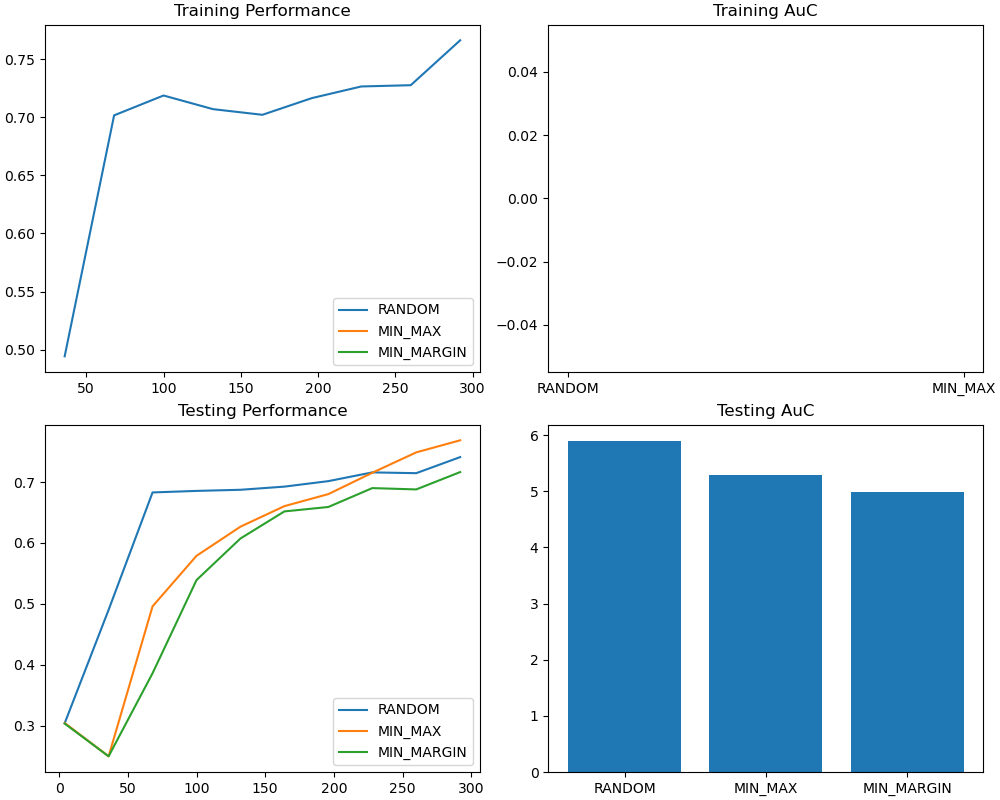 Training Performance
0.75
0.70
0.65
0.60
0.55
0.50
50 100 150 200 250 300
RANDOM
MIN_MAX
MIN_MARGIN
Training AuC
0.04
0.02
0.00
−0.02
−0.04
RANDOM MIN_MAX
Testing Performance
0.7
0.6
0.5
0.4
0.3
0 50 100 150 200 250 300
RANDOM
MIN_MAX
MIN_MARGIN
Testing AuC
6
5
4
3
2
1
0
RANDOM MIN_MAX MIN_MARGIN